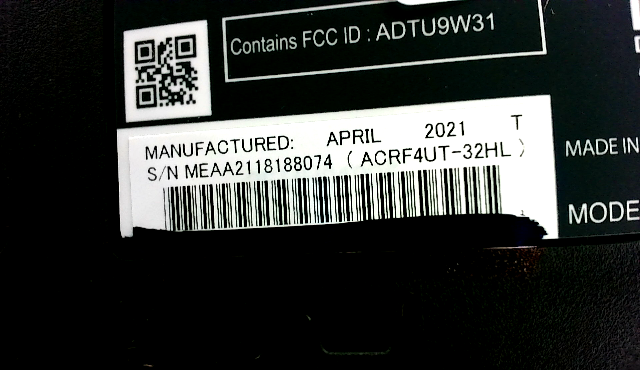 Contains FCC ID : ADTU9W31
MANUFACTURED: APRIL 2021 T
S/N MEAA2118188074 ( ACRF4UT-32HL )
MADE IN
MODE